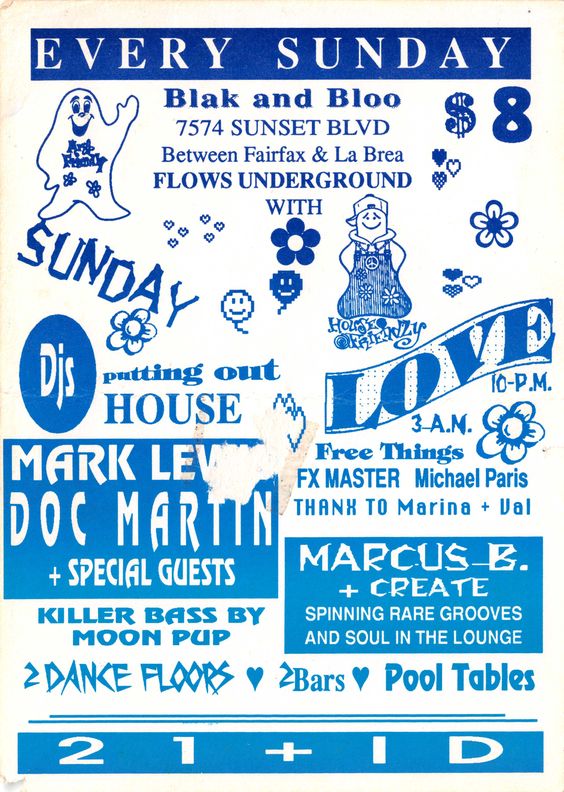 EVERY SUNDAY
Blak and Bloo
$8
7574 SUNSET BLVD
Between Fairfax & La Brea
FLOWS UNDERGROUND
WITH
Art
Friendly
SUNDAY
HOUSE
FRIENDZY
LOVE
10-P.M.
3-A.M.
Djs
putting out
HOUSE
Free Things
FX MASTER Michael Paris
THANX TO Marina + Val
MARK
DOC MARTIN
+ SPECIAL GUESTS
MARCUS-B.
+ CREATE
SPINNING RARE GROOVES
AND SOUL IN THE LOUNGE
KILLER BASS BY
MOON PUP
2 DANCE FLOORS ♥ 2Bars ♥ Pool Tables
21+ID